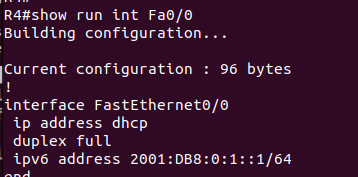 R4#show run int Fa0/0
Building configuration...
Current configuration : 96 bytes
!
interface FastEthernet0/0
ip address dhcp
duplex full
ipv6 address 2001:DB8:0:1::1/64
end